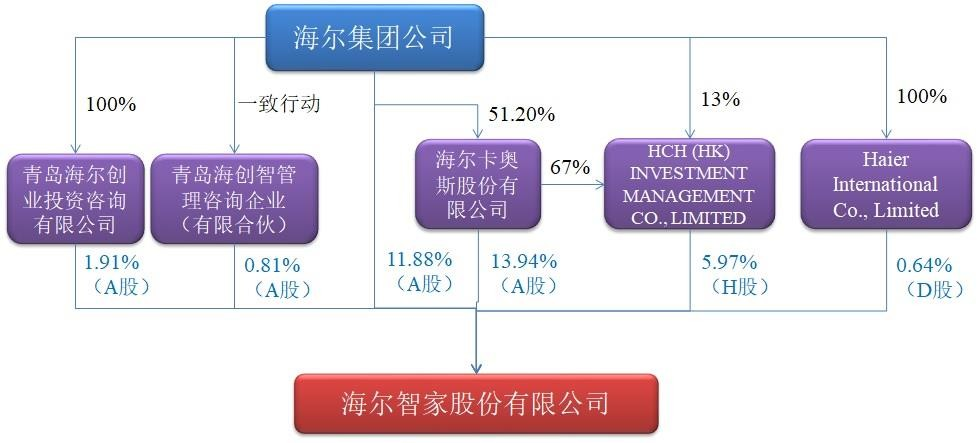 海尔集团公司
100%
一致行动
51.20%
13%
100%
青岛海尔创
业投资咨询
有限公司
青岛海创智管
理咨询企业
（有限合伙）
海尔卡奥
斯股份有
限公司
67%
HCH (HK)
INVESTMENT
MANAGEMENT
CO., LIMITED
Haier
International
Co., Limited
1.91%
（A股）
0.81%
（A股）
11.88%
（A股）
13.94%
（A股）
5.97%
（H股）
0.64%
（D股）
海尔智家股份有限公司